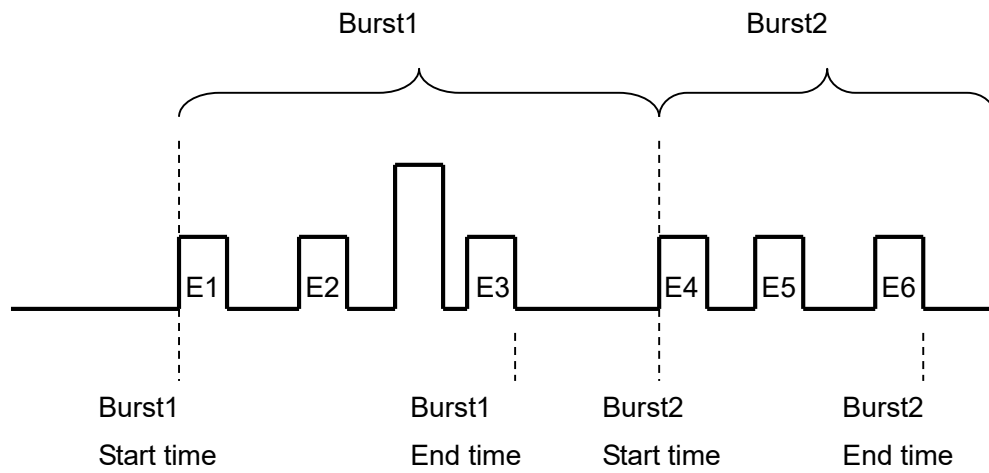 Burst1
Burst2
E1
E2
E3
E4
E5
E6
Burst1
Start time
Burst1
End time
Burst2
Start time
Burst2
End time